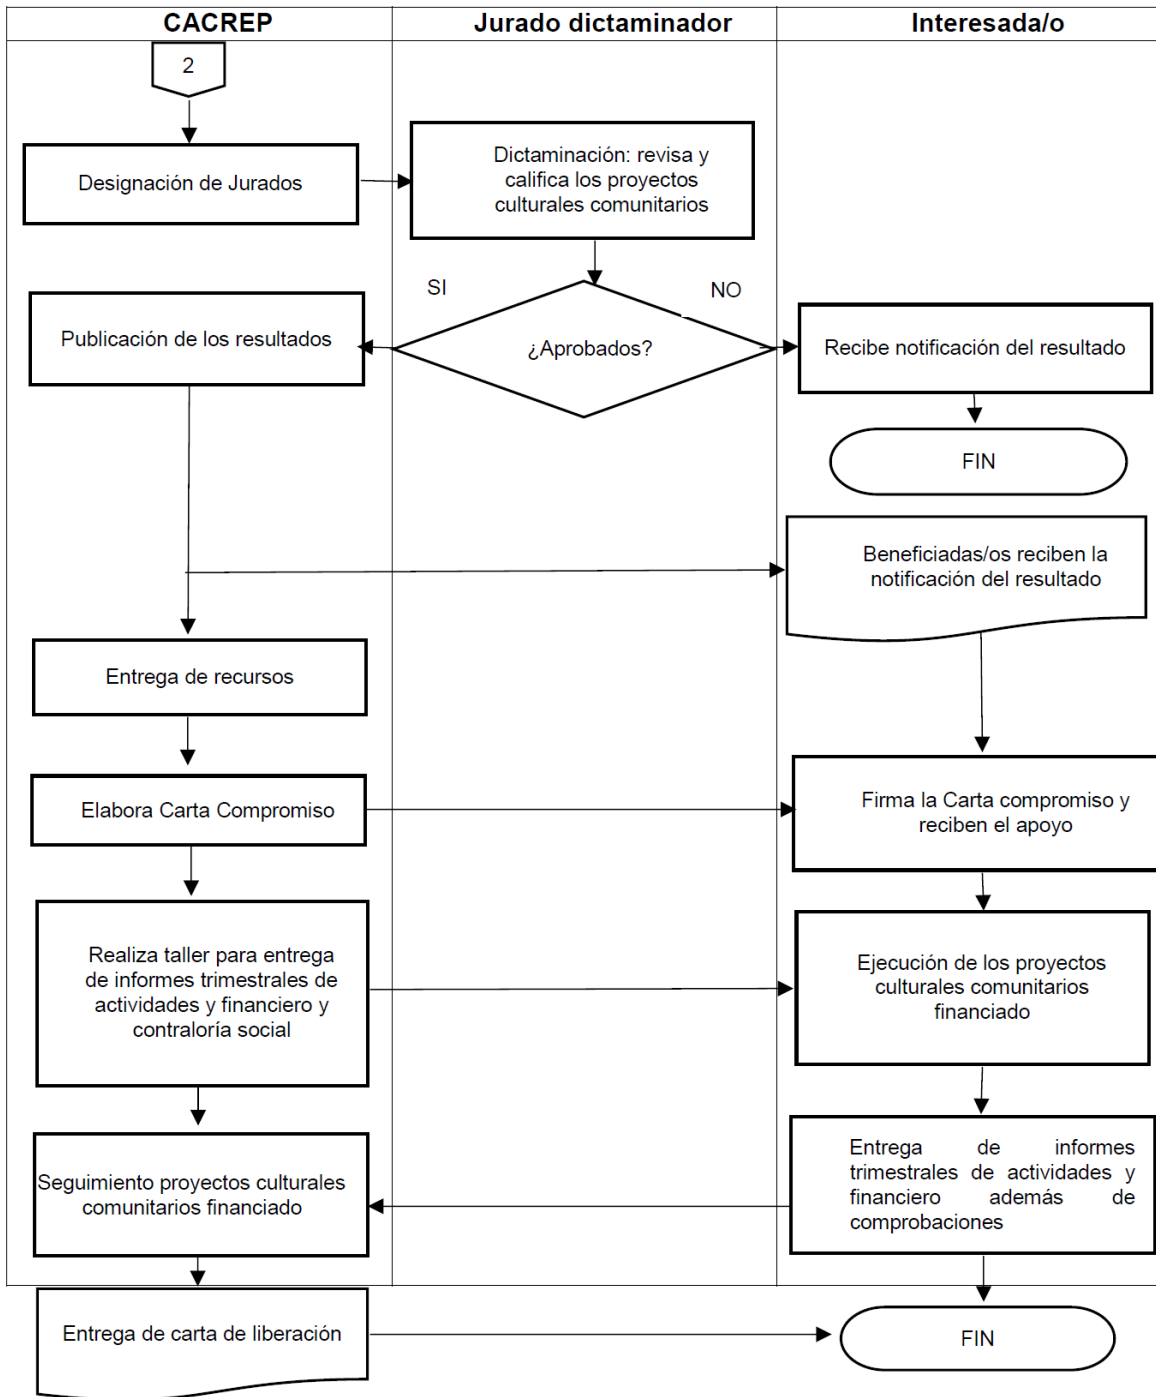 CACREP
Jurado dictaminador
Interesada/o
2
Designación de Jurados
Dictaminación: revisa y
califica los proyectos
culturales comunitarios
SI
NO
Publicación de los resultados
¿Aprobados?
Recibe notificación del resultado
FIN
Beneficiadas/os reciben la
notificación del resultado
Entrega de recursos
Elabora Carta Compromiso
Firma la Carta compromiso y
reciben el apoyo
Realiza taller para entrega
de informes trimestrales de
actividades y financiero y
contraloría social
Ejecución de los proyectos
culturales comunitarios
financiado
Seguimiento proyectos culturales
comunitarios financiado
Entrega de informes
trimestrales de actividades y
financiero además de
comprobaciones
Entrega de carta de liberación
FIN